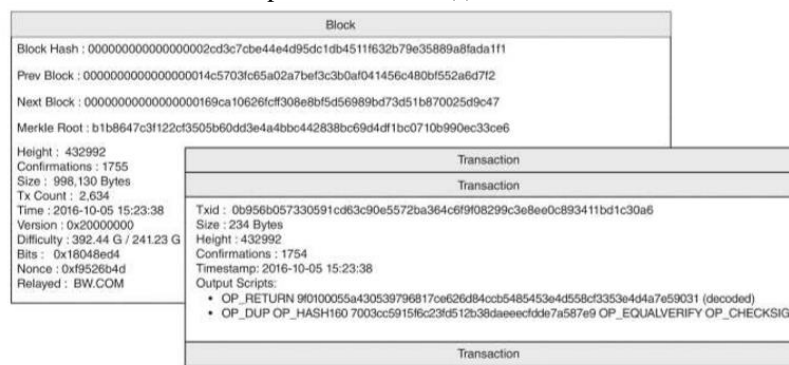 Block
Block Hash : 000000000000000002cd3c7cbe44e4d95dc1db4511f632b79e35889a8fada1f1
Prev Block : 0000000000000000014c5703fc65a02a7bef3c3b0af041456c480bf552a6d7f2
Next Block : 00000000000000000169ca10626fcff308e8bf5d56989bd73d51b870025d9c47
Merkle Root : b1b8647c3f122cf3505b60dd3e4a4bbc442838bc69d4df1bc0710b990ec33ce6
Height : 432992
Confirmations : 1755
Size : 998,130 Bytes
Tx Count : 2,634
Time : 2016-10-05 15:23:38
Version : 0x20000000
Difficulty : 392.44 G / 241.23 G
Bits : 0x18048ed4
Nonce : 0xf9526b4d
Relayed : BW.COM
Transaction
Transaction
Txid : 0b956b057330591cd63c90e5572ba364c6f9f08299c3e8ee0c893411bd1c30a6
Size : 234 Bytes
Height : 432992
Confirmations : 1754
Timestamp: 2016-10-05 15:23:38
Output Scripts:
• OP_RETURN 9f0100055a430539796817ce626d84ccb5485453e4d558cf3353e4d4a7e59031 (decoded)
• OP_DUP OP_HASH160 7003cc5915f6c23fd512b38daeeecfdde7a587e9 OP_EQUALVERIFY OP_CHECKSIG
Transaction